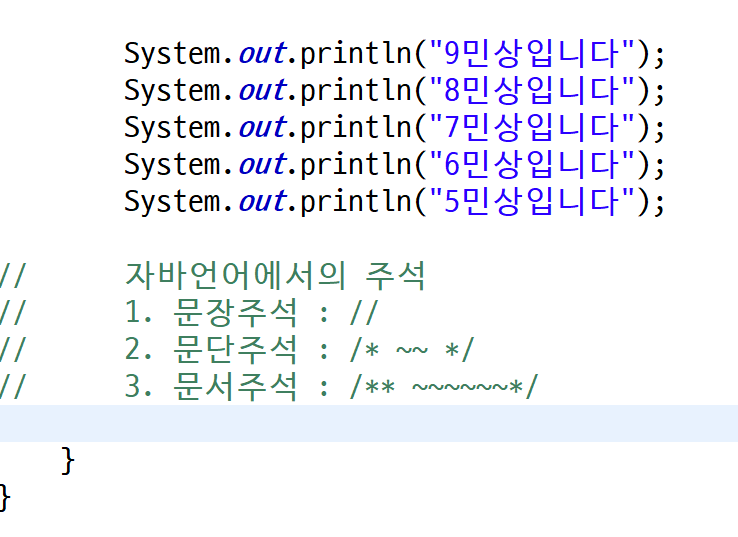 System.out.println("9민상입니다");
System.out.println("8민상입니다");
System.out.println("7민상입니다");
System.out.println("6민상입니다");
System.out.println("5민상입니다");
// 자바언어에서의 주석
// 1. 문장주석 : //
// 2. 문단주석 : /* ~~ */
// 3. 문서주석 : /** ~~~~~~*/
}
}